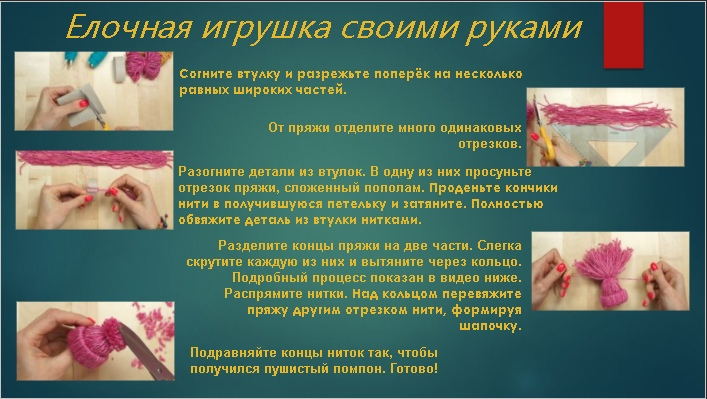 Елочная игрушка своими руками
Согните втулку и разрежьте поперёк на несколько
равных широких частей.
От пряжи отделите много одинаковых
отрезков.
Разогните детали из втулок. В одну из них просуньте
отрезок пряжи, сложенный пополам. Проденьте кончики
нити в получившуюся петельку и затяните. Полностью
обвяжите деталь из втулки нитками.
Разделите концы пряжи на две части. Слегка
скрутите каждую из них и вытяните через кольцо.
Подробный процесс показан в видео ниже.
Распрямите нитки. Над кольцом перевяжите
пряжу другим отрезком нити, формируя
шапочку.
Подравняйте концы ниток так, чтобы
получился пушистый помпон. Готово!